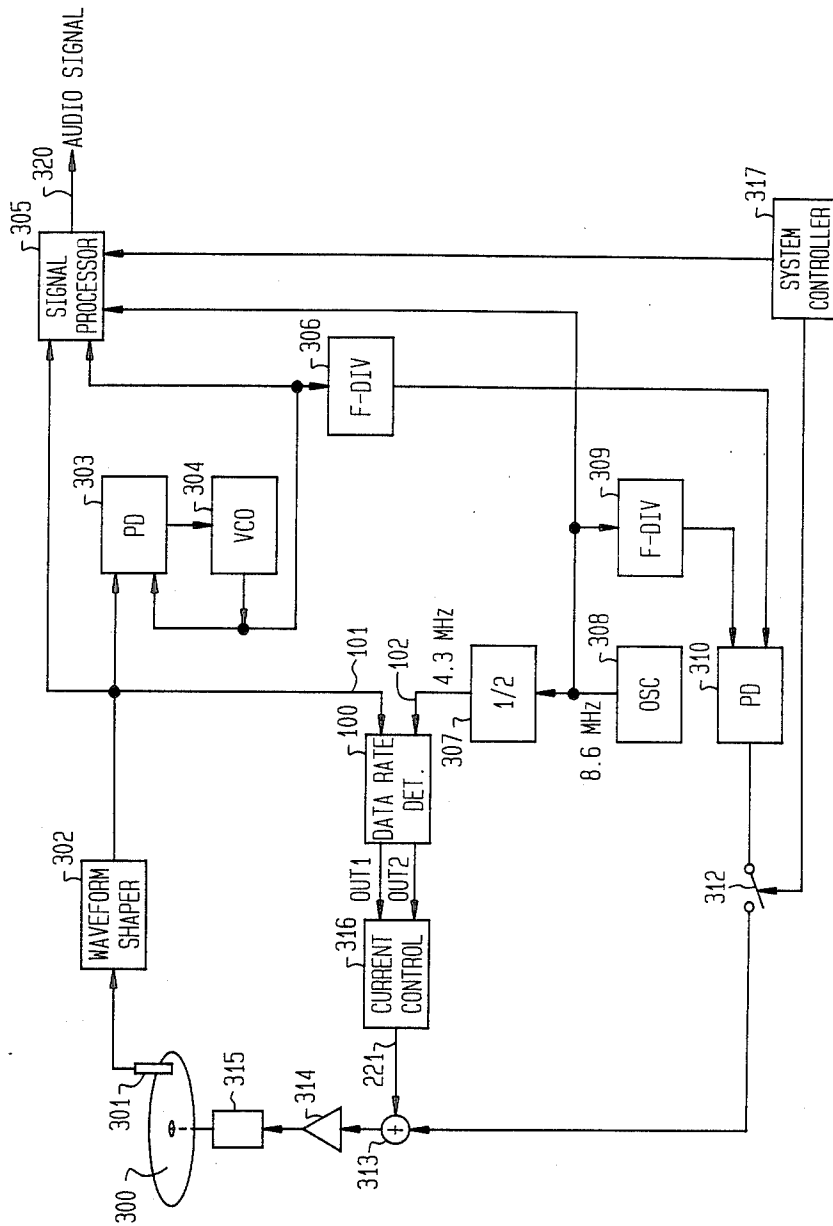 300
301
302
WAVEFORM
SHAPER
303
PD
304
VCO
305
SIGNAL
PROCESSOR
320
AUDIO SIGNAL
315
314
313
+
221
316
CURRENT
CONTROL
OUT1
OUT2
100
DATA RATE
DET.
101
102
4.3 MHz
307
1/2
8.6 MHz
308
OSC
306
F-DIV
309
F-DIV
310
PD
312
317
SYSTEM
CONTROLLER